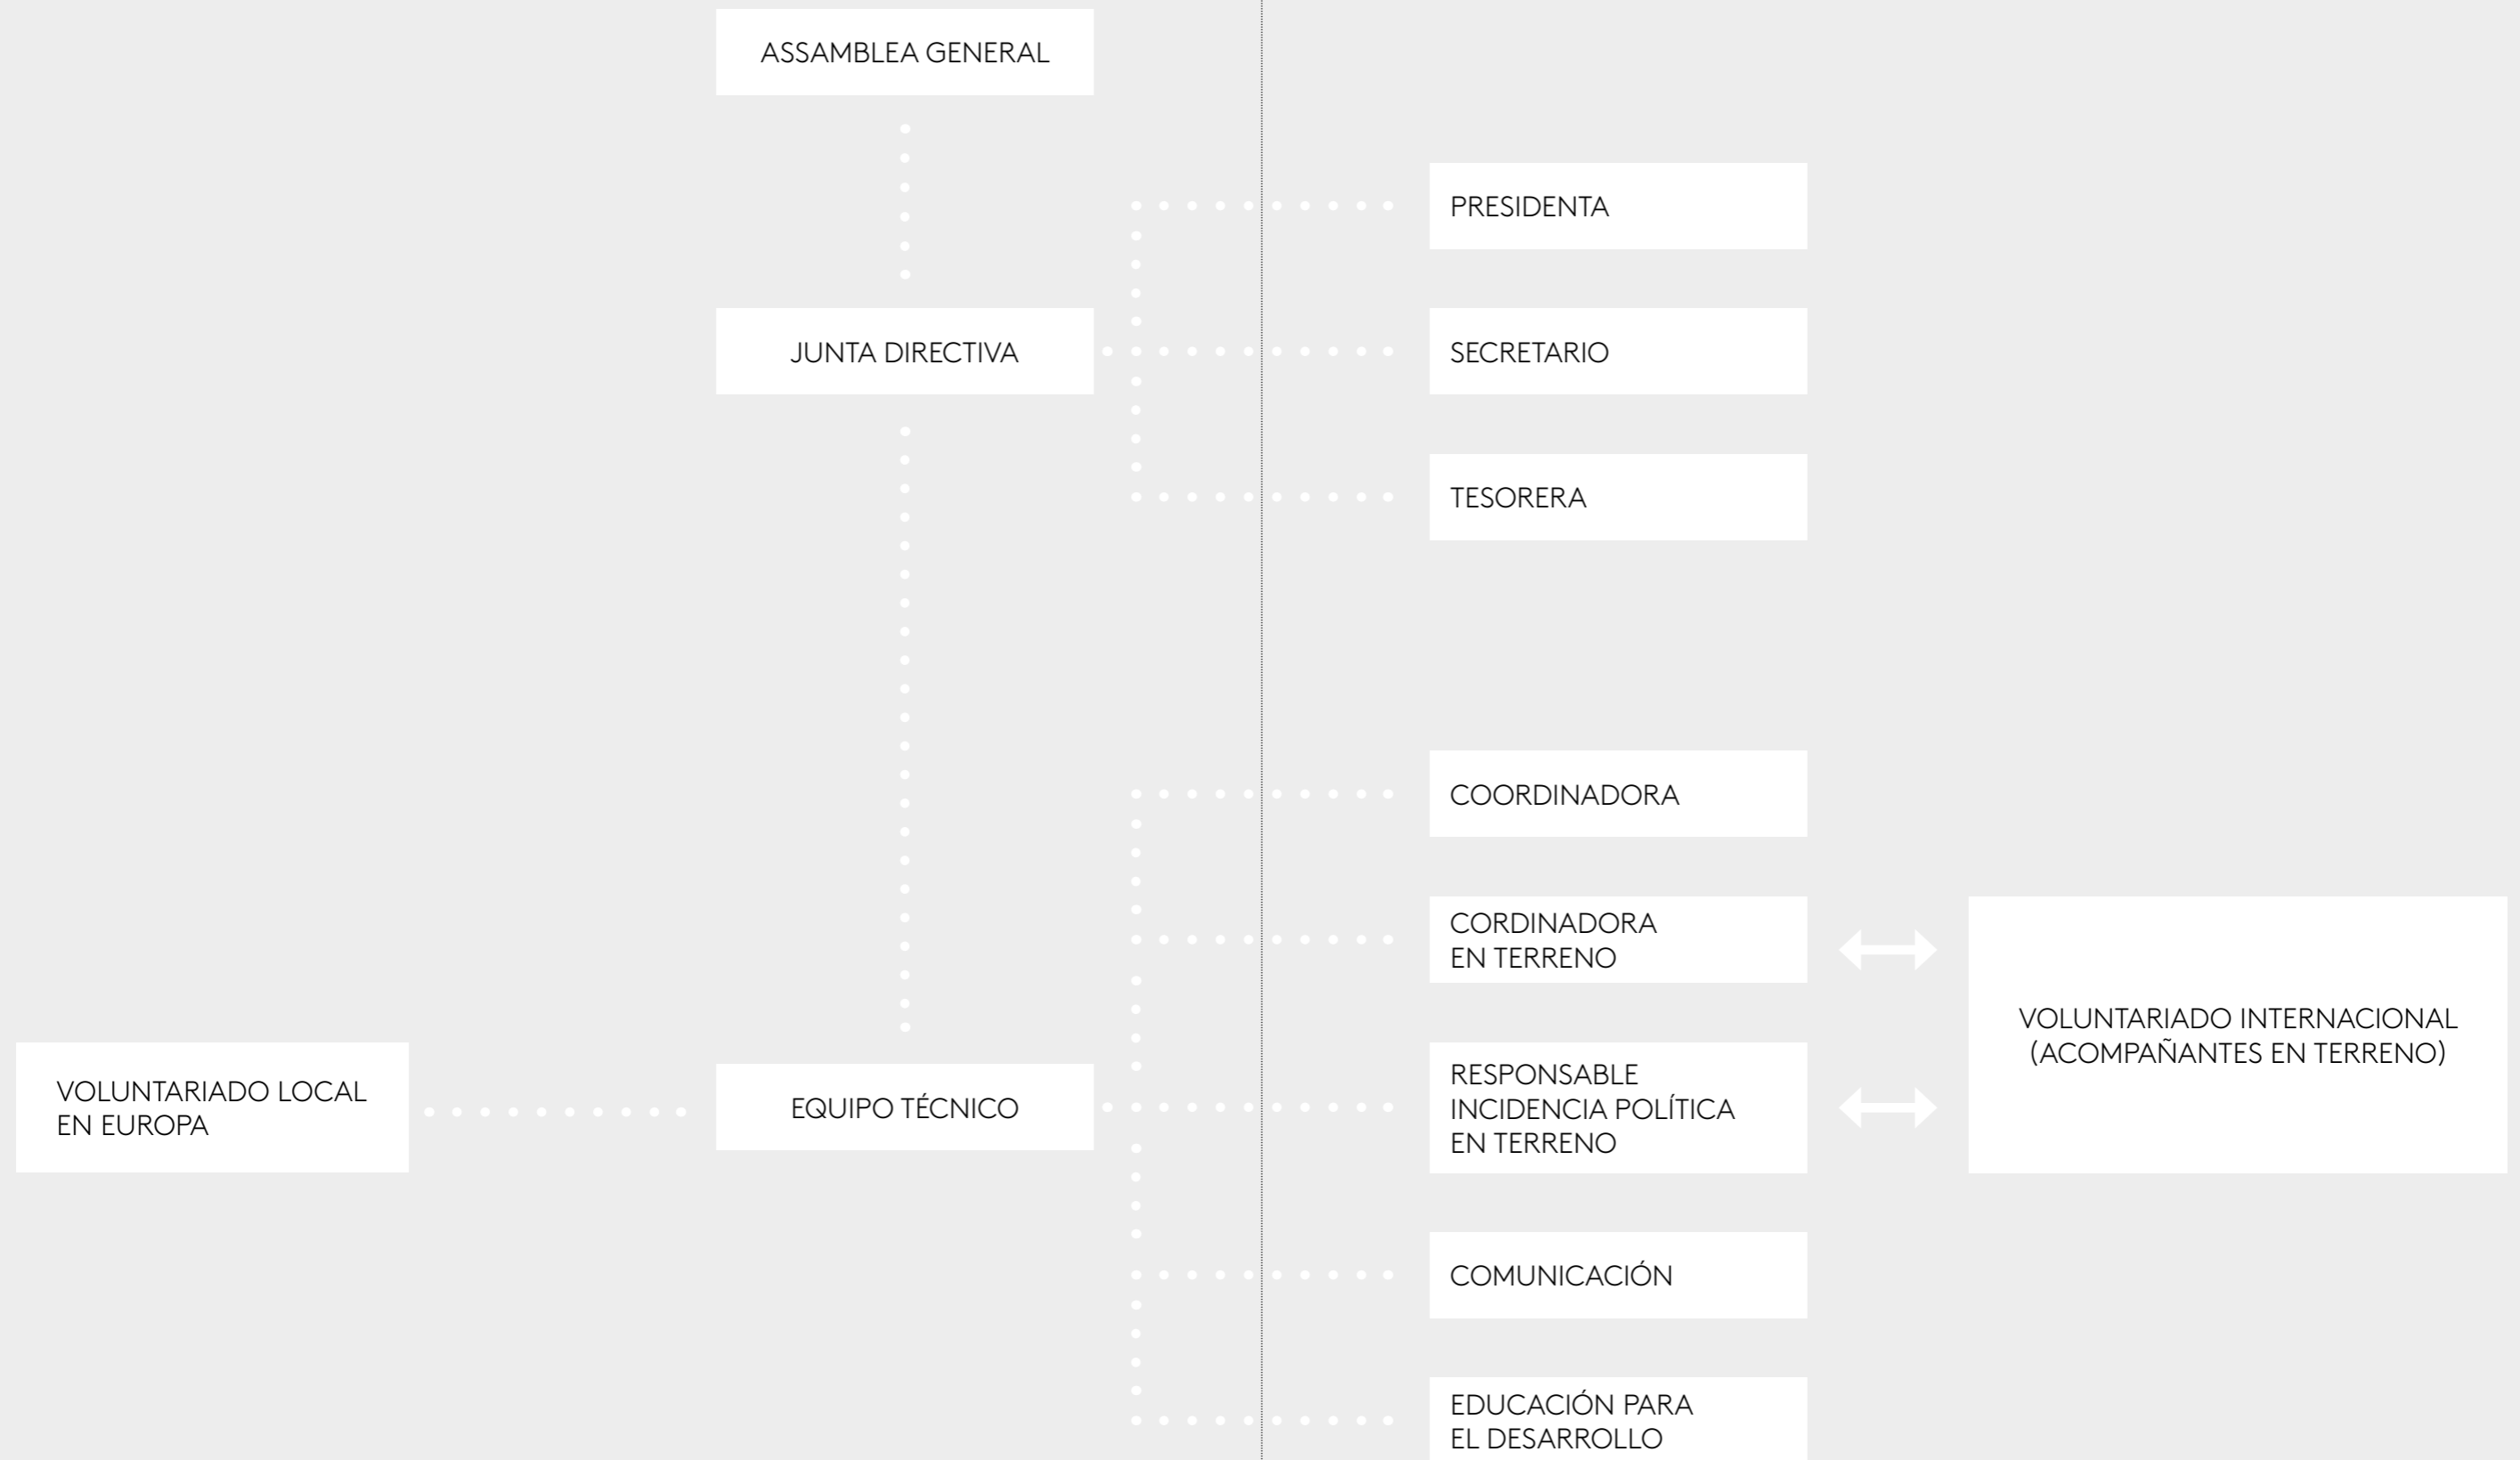 ASSAMBLEA GENERAL
PRESIDENTA
JUNTA DIRECTIVA
SECRETARIO
TESORERA
COORDINADORA
CORDINADORA
EN TERRENO
VOLUNTARIADO INTERNACIONAL
(ACOMPAÑANTES EN TERRENO)
VOLUNTARIADO LOCAL
EN EUROPA
EQUIPO TÉCNICO
RESPONSABLE
INCIDENCIA POLÍTICA
EN TERRENO
COMUNICACIÓN
EDUCACIÓN PARA
EL DESARROLLO